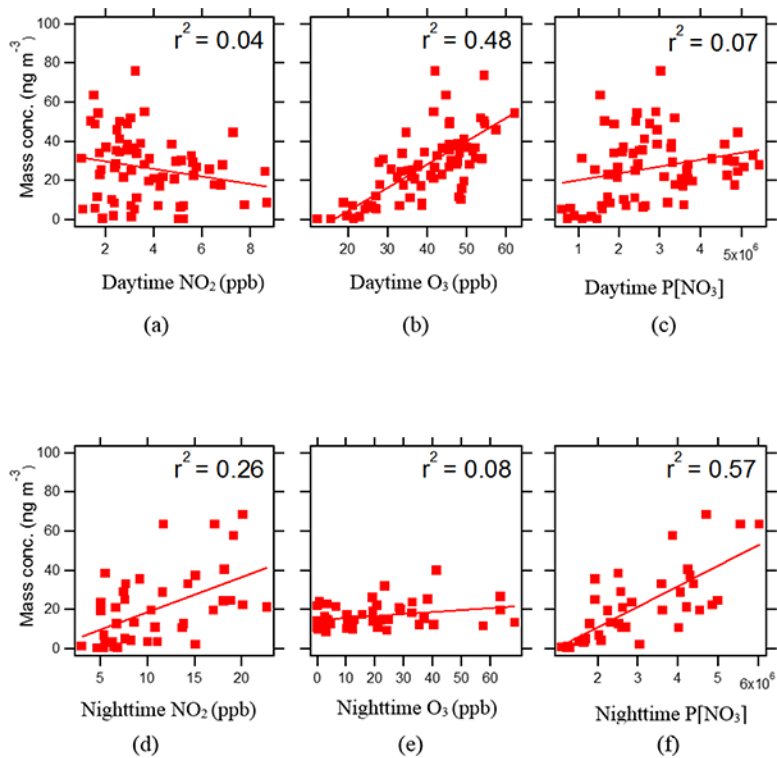 100
80
60
40
20
0
Mass conc. (ng m⁻³)
r² = 0.04
2 4 6 8
Daytime NO₂ (ppb)
(a)
r² = 0.48
20 30 40 50 60
Daytime O₃ (ppb)
(b)
r² = 0.07
1 2 3 4 5x10⁶
Daytime P[NO₃]
(c)
100
80
60
40
20
0
Mass conc. (ng m⁻³)
r² = 0.26
5 10 15 20
Nighttime NO₂ (ppb)
(d)
r² = 0.08
0 10 20 30 40 50 60
Nighttime O₃ (ppb)
(e)
r² = 0.57
2 3 4 5 6x10⁶
Nighttime P[NO₃]
(f)